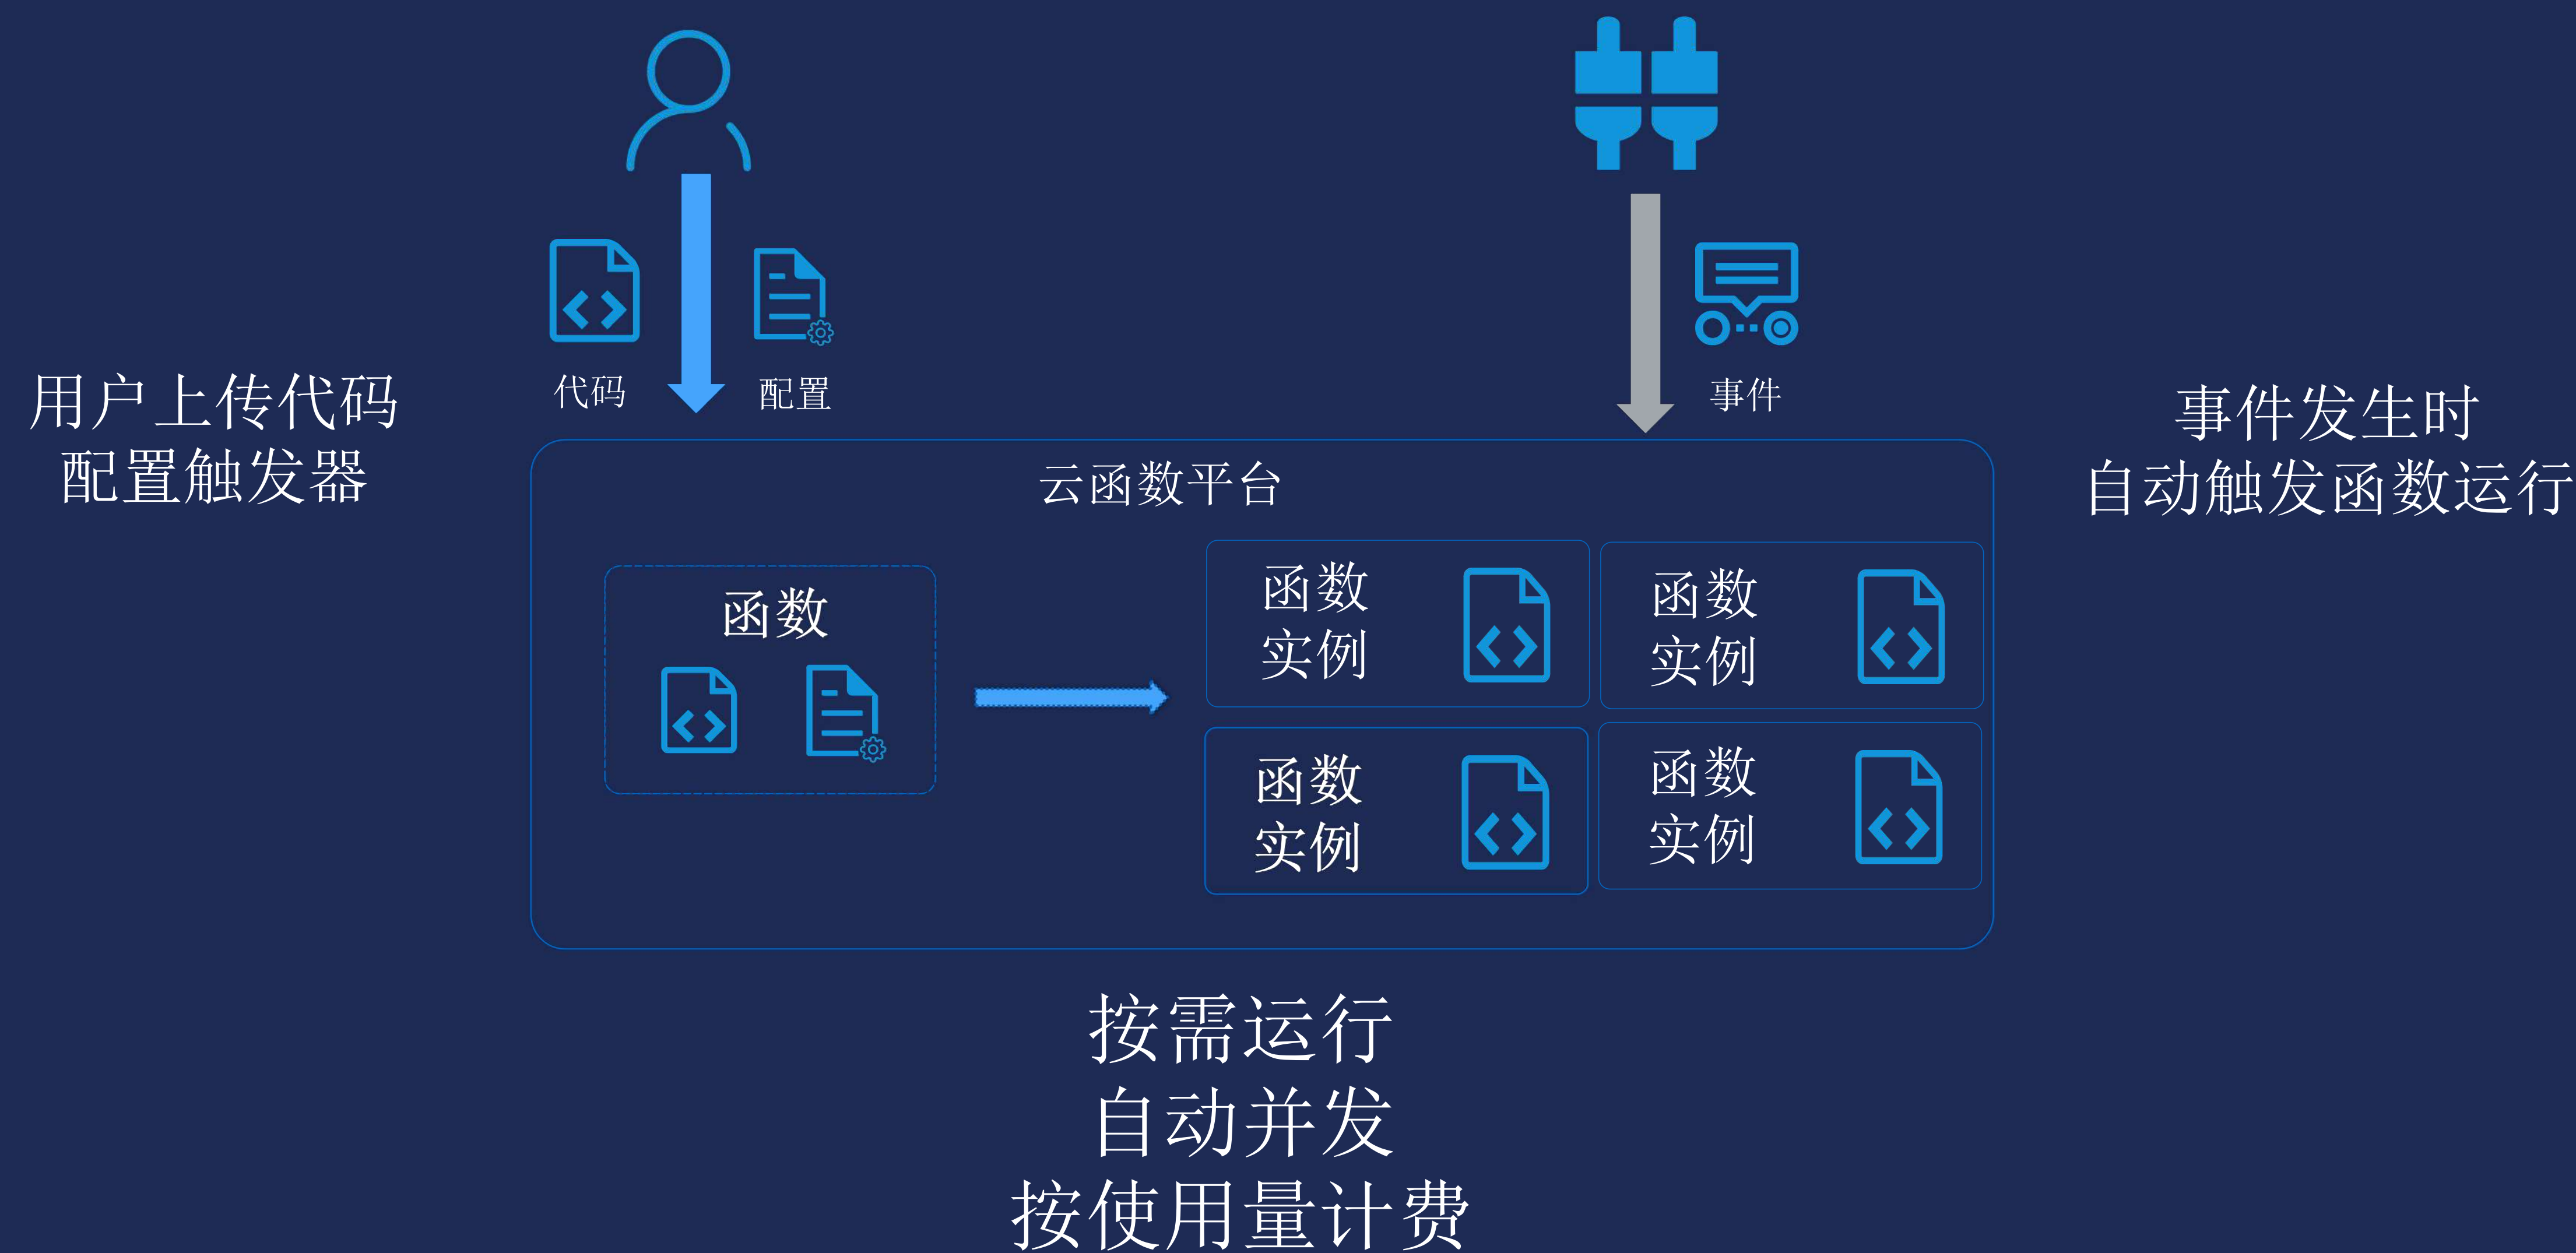 代码
配置
事件
用户上传代码
配置触发器
事件发生时
自动触发函数运行
云函数平台
函数
函数
实例
函数
实例
函数
实例
函数
实例
按需运行
自动并发
按使用量计费